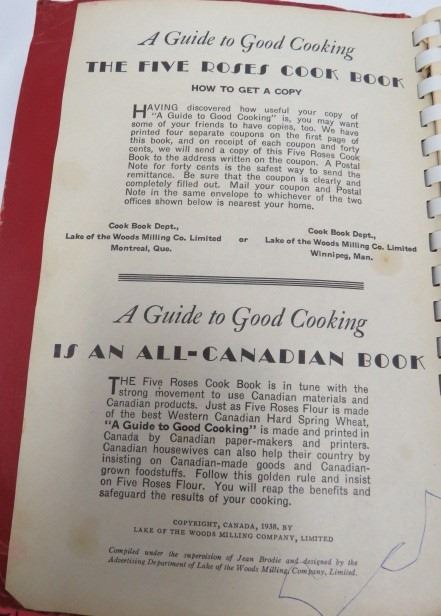 A Guide to Good Cooking
THE FIVE ROSES COOK BOOK
HOW TO GET A COPY
HAVING discovered how useful your copy of
"A Guide to Good Cooking" is, you may want
some of your friends to have copies, too. We have
printed four separate coupons on the first page of
this book, and on receipt of each coupon and forty
cents, we will send a copy of this Five Roses Cook
Book to the address written on the coupon. A Postal
Note for forty cents is the safest way to send the
remittance. Be sure that the coupon is clearly and
completely filled out. Mail your coupon and Postal
Note in the same envelope to whichever of the two
offices shown below is nearest your home.
Cook Book Dept.,
Lake of the Woods Milling Co. Limited
Montreal, Que.
or
Cook Book Dept.,
Lake of the Woods Milling Co. Limited
Winnipeg, Man.
A Guide to Good Cooking
IS AN ALL-CANADIAN BOOK
THE Five Roses Cook Book is in tune with the
strong movement to use Canadian materials and
Canadian products. Just as Five Roses Flour is made
of the best Western Canadian Hard Spring Wheat,
"A Guide to Good Cooking" is made and printed in
Canada by Canadian paper-makers and printers.
Canadian housewives can also help their country by
insisting on Canadian-made goods and Canadian-
grown foodstuffs. Follow this golden rule and insist
on Five Roses Flour. You will reap the benefits and
safeguard the results of your cooking.
COPYRIGHT, CANADA, 1938, BY
LAKE OF THE WOODS MILLING COMPANY, LIMITED
Compiled under the supervision of Jean Brodie and designed by the
Advertising Department of Lake of the Woods Milling Company, Limited.